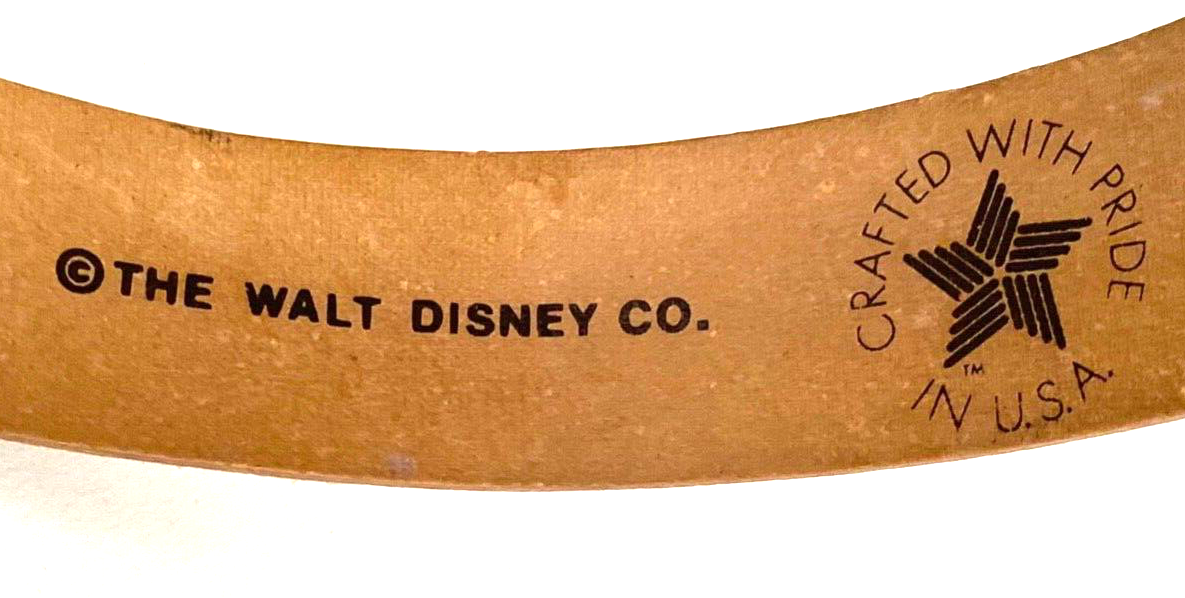 ©THE WALT DISNEY CO.
CRAFTED WITH PRIDE
IN U.S.A.
TM